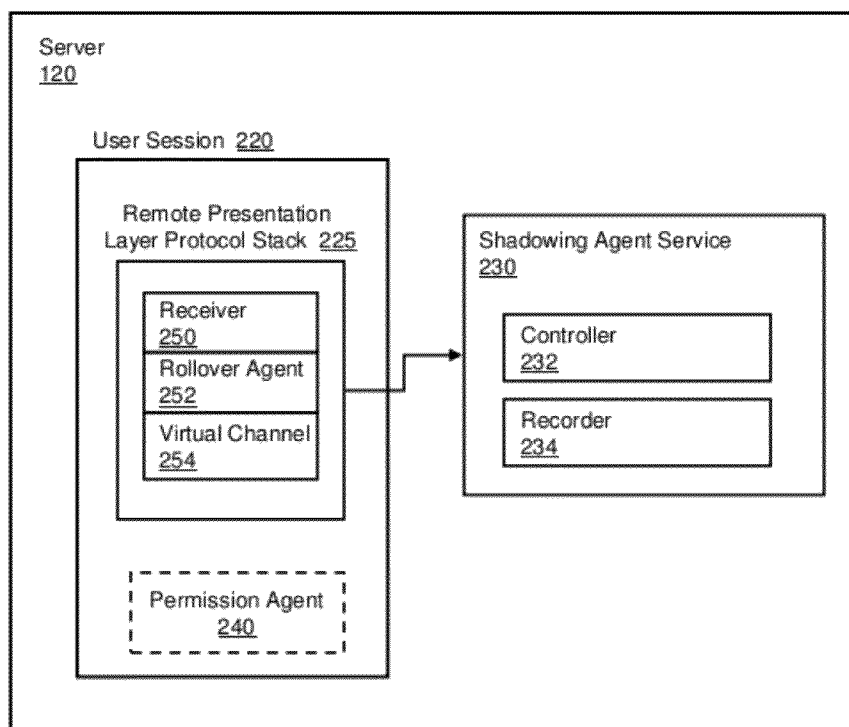 Server
120
User Session 220
Remote Presentation
Layer Protocol Stack 225
Receiver
250
Rollover Agent
252
Virtual Channel
254
Permission Agent
240
Shadowing Agent Service
230
Controller
232
Recorder
234